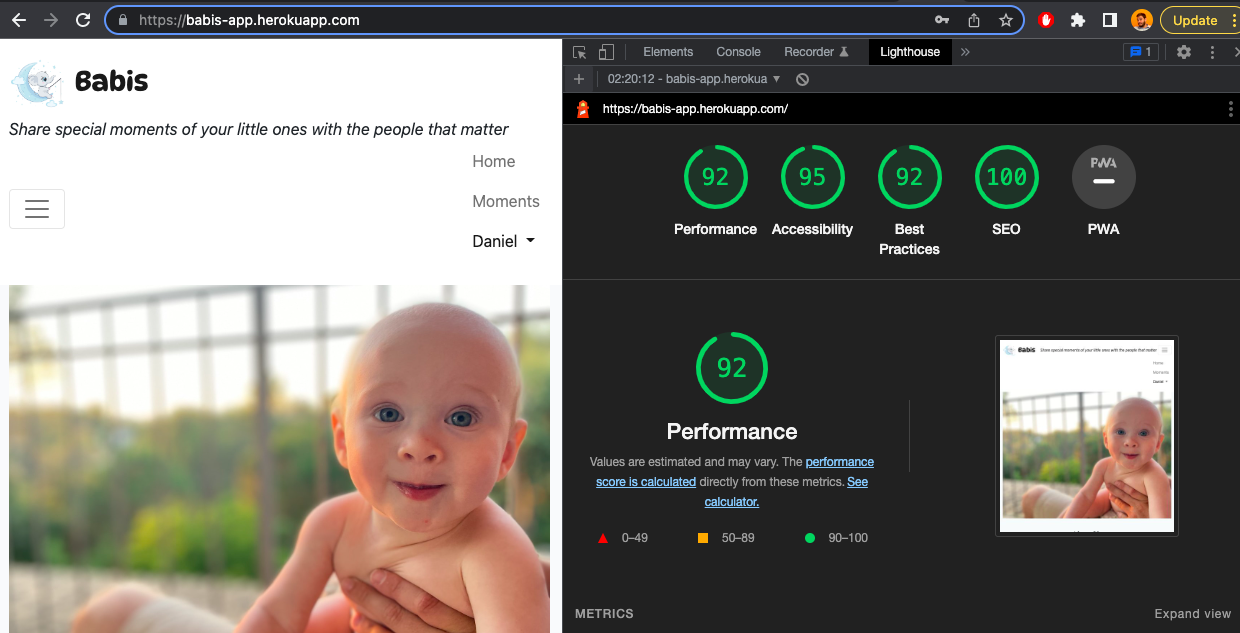 https://babis-app.herokuapp.com
Update
Babis
Share special moments of your little ones with the people that matter
Home
Moments
Daniel
Elements Console Recorder Lighthouse » 1
02:20:12 - babis-app.herokua
https://babis-app.herokuapp.com/
92 95 92 100 PWA
Performance Accessibility Best Practices SEO PWA
92
Performance
Values are estimated and may vary. The performance
score is calculated directly from these metrics. See
calculator.
0–49 50–89 90–100
Babis Share special moments of your little ones with the people that matter
Home
Moments
Daniel
METRICS Expand view